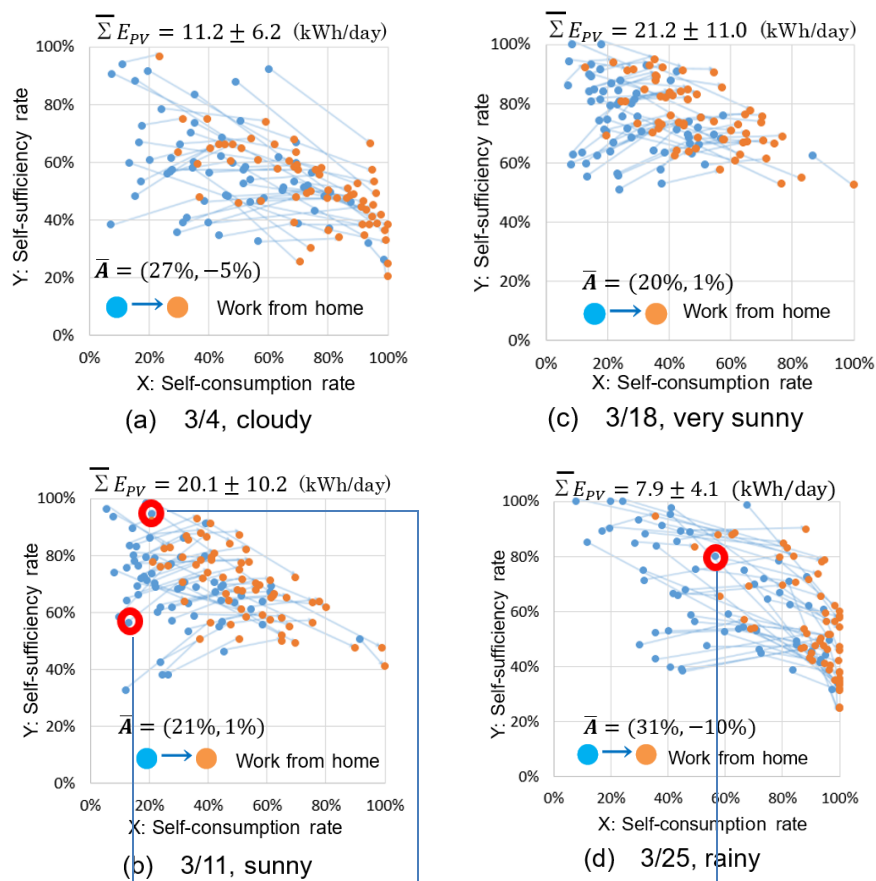 Σ̅ E_PV = 11.2 ± 6.2 (kWh/day)
100%
80%
60%
40%
20%
0%
Y: Self-sufficiency rate
A̅ = (27%, −5%)
Work from home
0% 20% 40% 60% 80% 100%
X: Self-consumption rate
(a) 3/4, cloudy
Σ̅ E_PV = 21.2 ± 11.0 (kWh/day)
100%
80%
60%
40%
20%
0%
Y: Self-sufficiency rate
A̅ = (20%, 1%)
Work from home
0% 20% 40% 60% 80% 100%
X: Self-consumption rate
(c) 3/18, very sunny
Σ̅ E_PV = 20.1 ± 10.2 (kWh/day)
100%
80%
60%
40%
20%
0%
Y: Self-sufficiency rate
A̅ = (21%, 1%)
Work from home
0% 20% 40% 60% 80% 100%
X: Self-consumption rate
(b) 3/11, sunny
Σ̅ E_PV = 7.9 ± 4.1 (kWh/day)
100%
80%
60%
40%
20%
0%
Y: Self-sufficiency rate
A̅ = (31%, −10%)
Work from home
0% 20% 40% 60% 80% 100%
X: Self-consumption rate
(d) 3/25, rainy